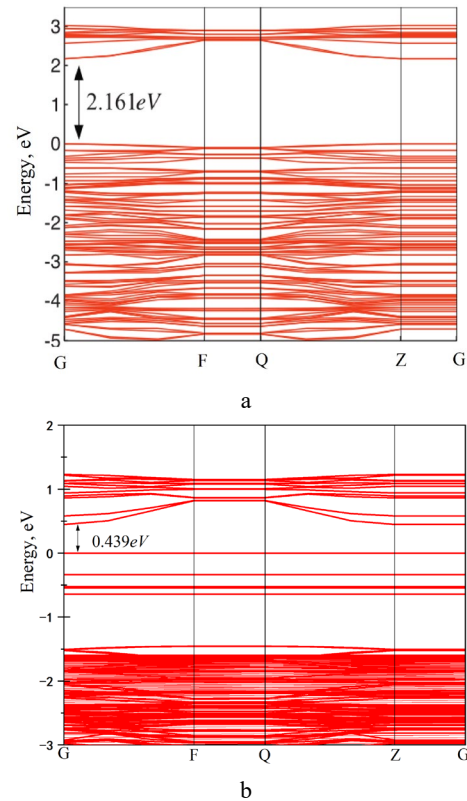 3
2
2.161eV
1
0
-1
-2
-3
-4
-5
Energy, eV
G F Q Z G
a
2
1
0.439eV
0
−1
−2
−3
Energy, eV
G F Q Z G
b